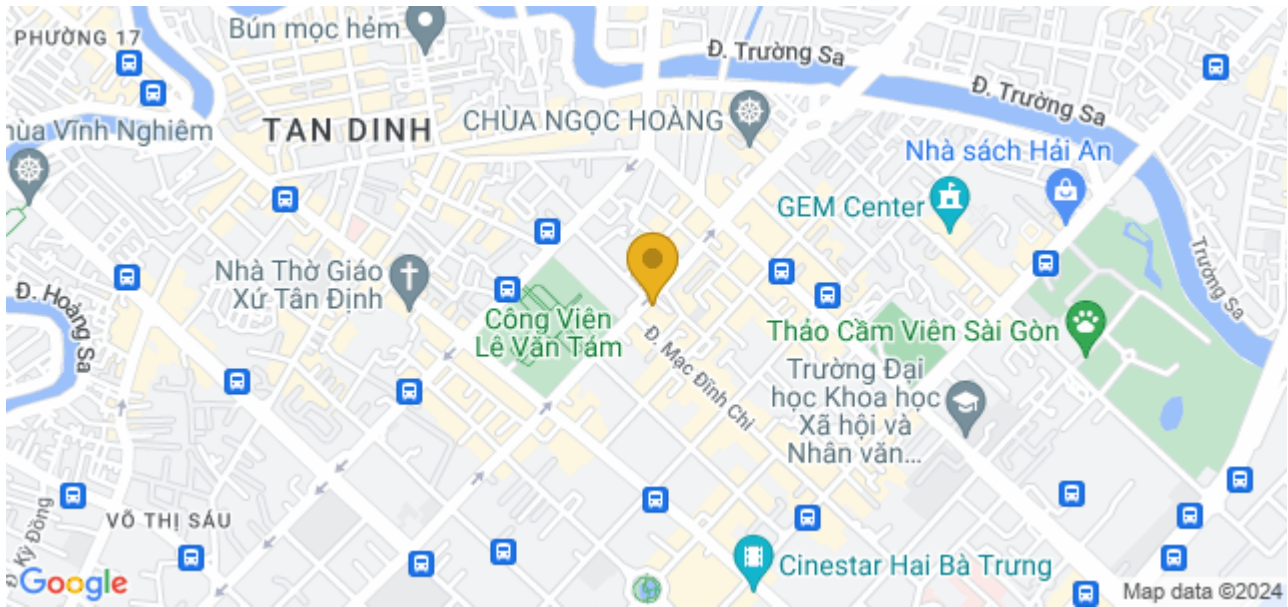 PHƯỜNG 17
Bún mọc hẻm
Đ. Trường Sa
Đ. Trường Sa
hùa Vĩnh Nghiêm
TAN DINH
CHÙA NGỌC HOÀNG
Nhà sách Hải An
GEM Center
Trường Sa
Nhà Thờ Giáo
Xứ Tân Định
Đ. Hoàng Sa
Công Viên
Lê Văn Tám
Đ. Mạc Đĩnh Chi
Thảo Cầm Viên Sài Gòn
Trường Đại
học Khoa học
Xã hội và
Nhân văn...
VÕ THỊ SÁU
Đ. Kỳ Đồng
Cinestar Hai Bà Trưng
Google
Map data ©2024